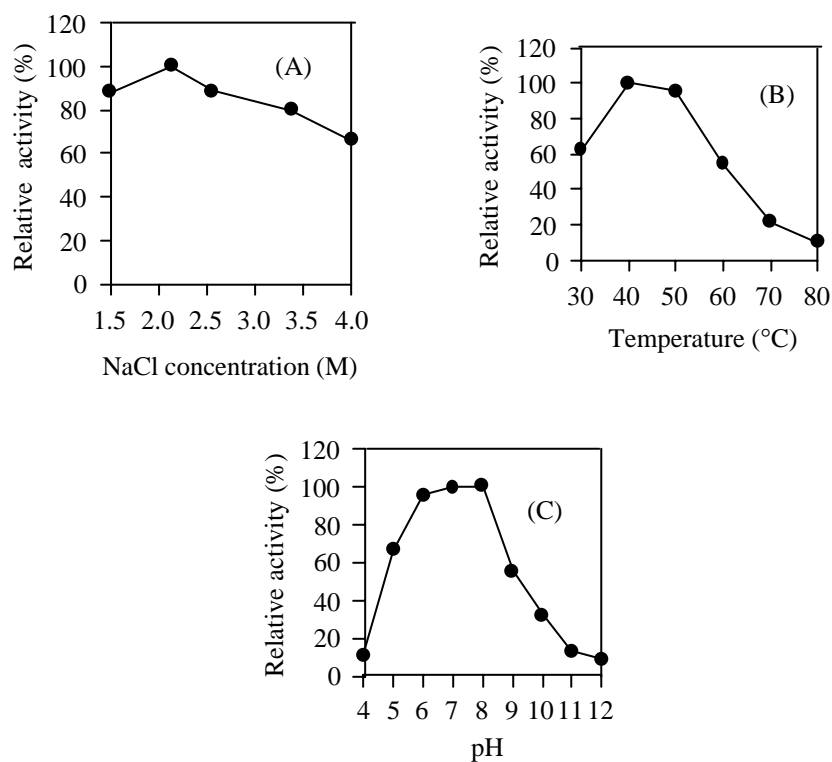 120
100
80
60
40
20
0
Relative activity (%)
(A)
1.5 2.0 2.5 3.0 3.5 4.0
NaCl concentration (M)
120
100
80
60
40
20
0
Relative activity (%)
(B)
30 40 50 60 70 80
Temperature (°C)
120
100
80
60
40
20
0
Relative activity (%)
(C)
4 5 6 7 8 9 10 11 12
pH